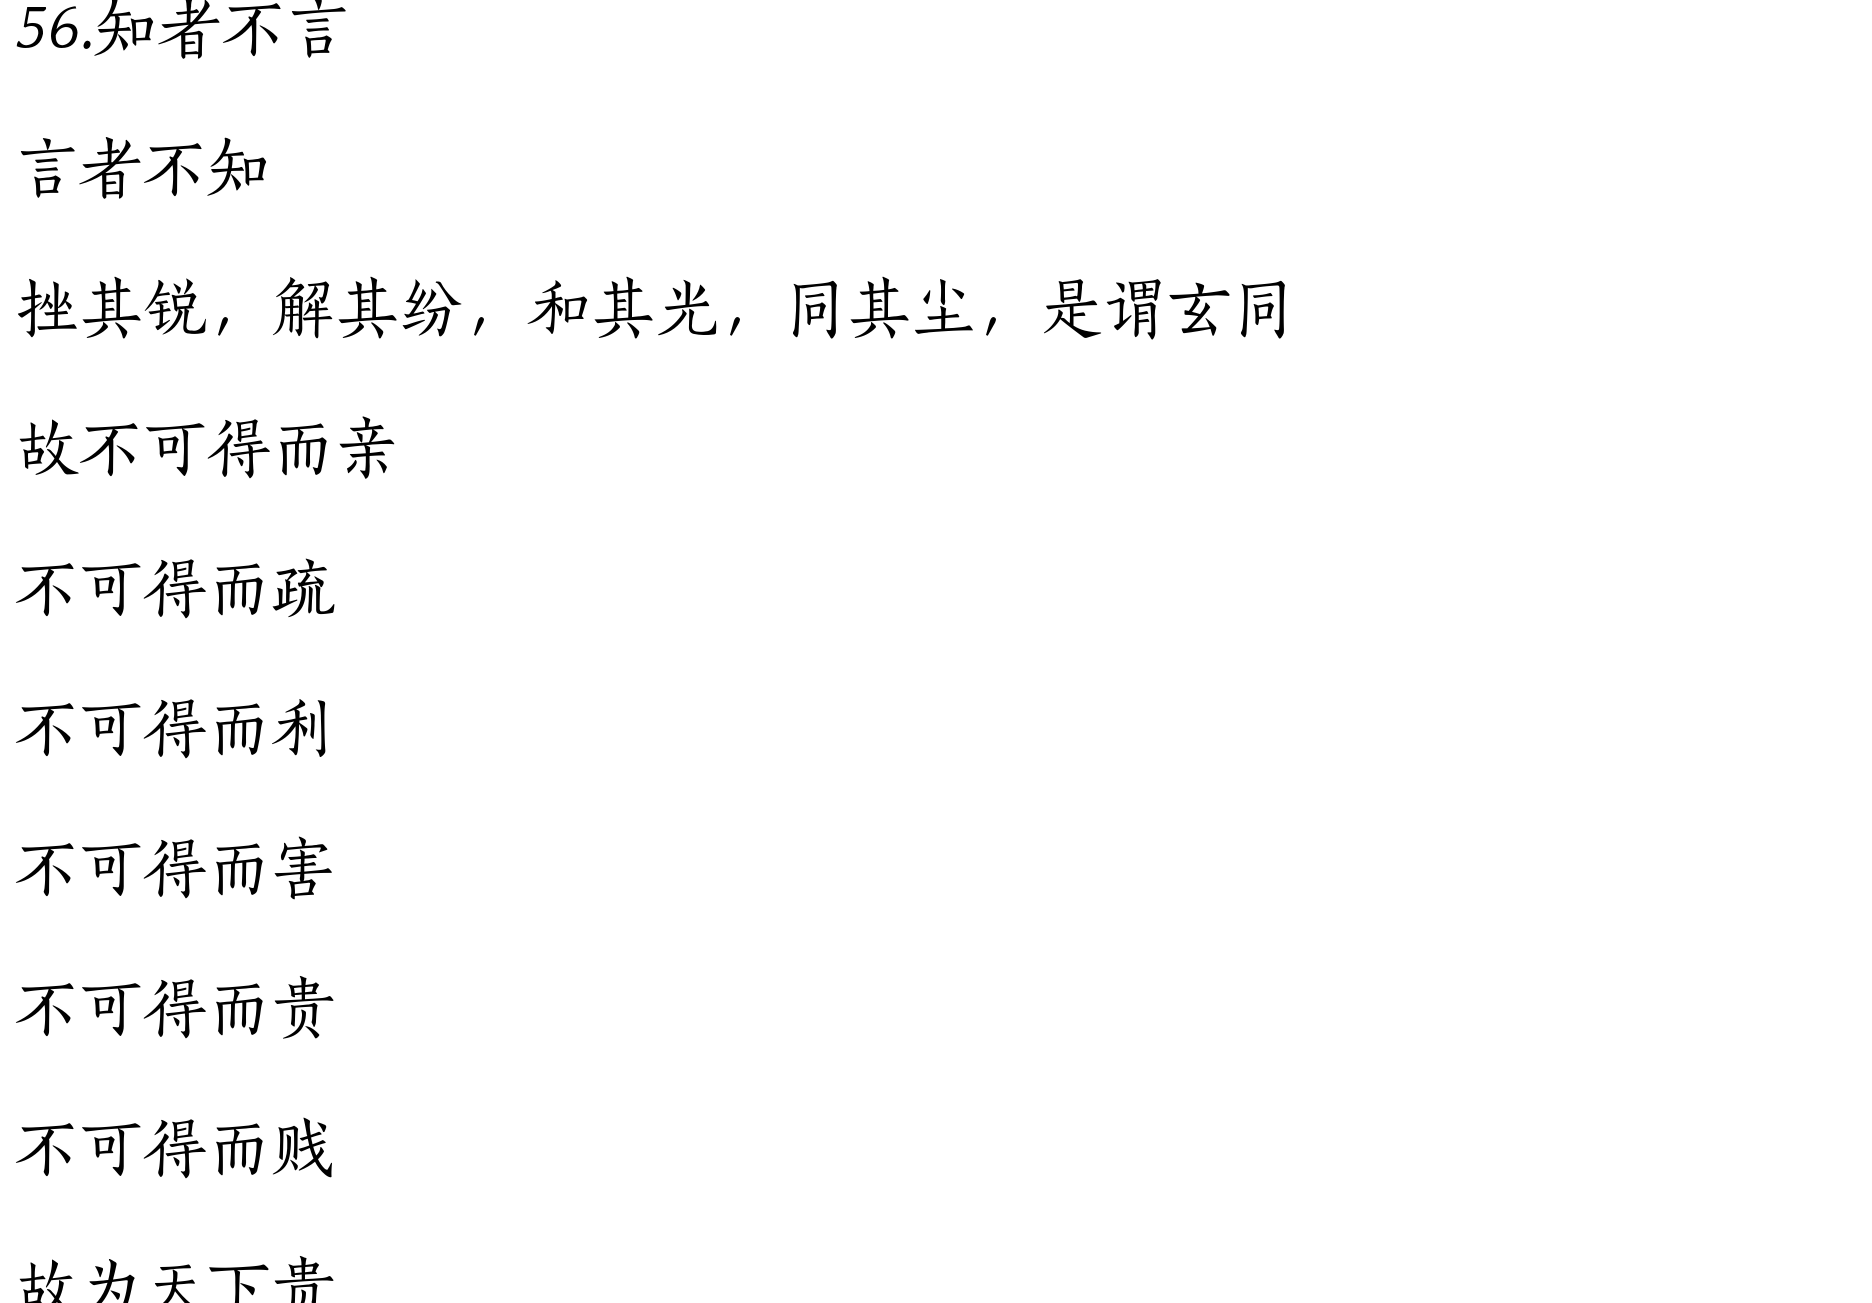 56.知者不言
言者不知
挫其锐，解其纷，和其光，同其尘，是谓玄同
故不可得而亲
不可得而疏
不可得而利
不可得而害
不可得而贵
不可得而贱
故为天下贵